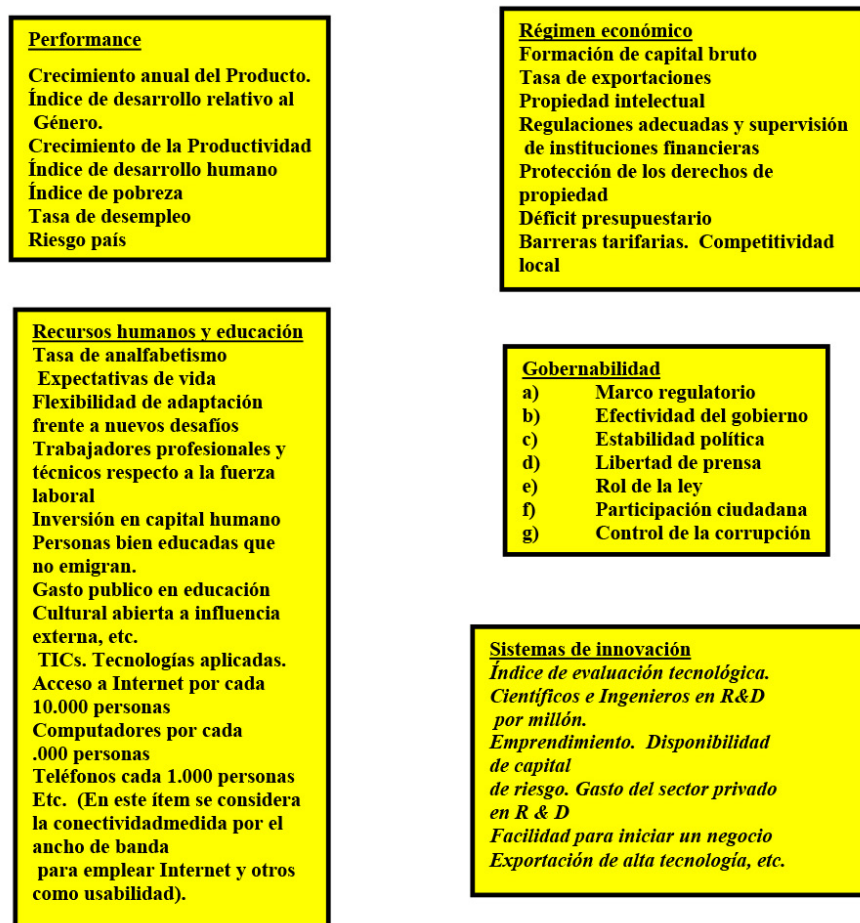 Performance
Crecimiento anual del Producto.
Índice de desarrollo relativo al
Género.
Crecimiento de la Productividad
Índice de desarrollo humano
Índice de pobreza
Tasa de desempleo
Riesgo país
Régimen económico
Formación de capital bruto
Tasa de exportaciones
Propiedad intelectual
Regulaciones adecuadas y supervisión
de instituciones financieras
Protección de los derechos de
propiedad
Déficit presupuestario
Barreras tarifarias. Competitividad
local
Recursos humanos y educación
Tasa de analfabetismo
Expectativas de vida
Flexibilidad de adaptación
frente a nuevos desafíos
Trabajadores profesionales y
técnicos respecto a la fuerza
laboral
Inversión en capital humano
Personas bien educadas que
no emigran.
Gasto publico en educación
Cultural abierta a influencia
externa, etc.
TICs. Tecnologías aplicadas.
Acceso a Internet por cada
10.000 personas
Computadores por cada
.000 personas
Teléfonos cada 1.000 personas
Etc. (En este ítem se considera
la conectividadmedida por el
ancho de banda
para emplear Internet y otros
como usabilidad).
Gobernabilidad
a) Marco regulatorio
b) Efectividad del gobierno
c) Estabilidad política
d) Libertad de prensa
e) Rol de la ley
f) Participación ciudadana
g) Control de la corrupción
Sistemas de innovación
Índice de evaluación tecnológica.
Científicos e Ingenieros en R&D
por millón.
Emprendimiento. Disponibilidad
de capital
de riesgo. Gasto del sector privado
en R & D
Facilidad para iniciar un negocio
Exportación de alta tecnología, etc.